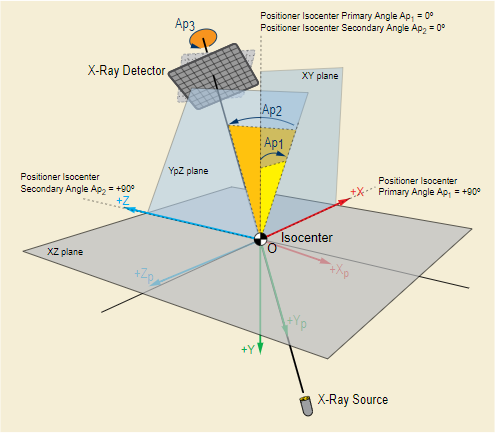 Ap3
Positioner Isocenter Primary Angle Ap1 = 0º
Positioner Isocenter Secondary Angle Ap2 = 0º
X-Ray Detector
XY plane
Ap2
Ap1
YpZ plane
Positioner Isocenter
Secondary Angle Ap2 = +90º
+Z
+X
Positioner Isocenter
Primary Angle Ap1 = +90º
Isocenter
O
XZ plane
+Zp
+Xp
+Yp
+Y
X-Ray Source